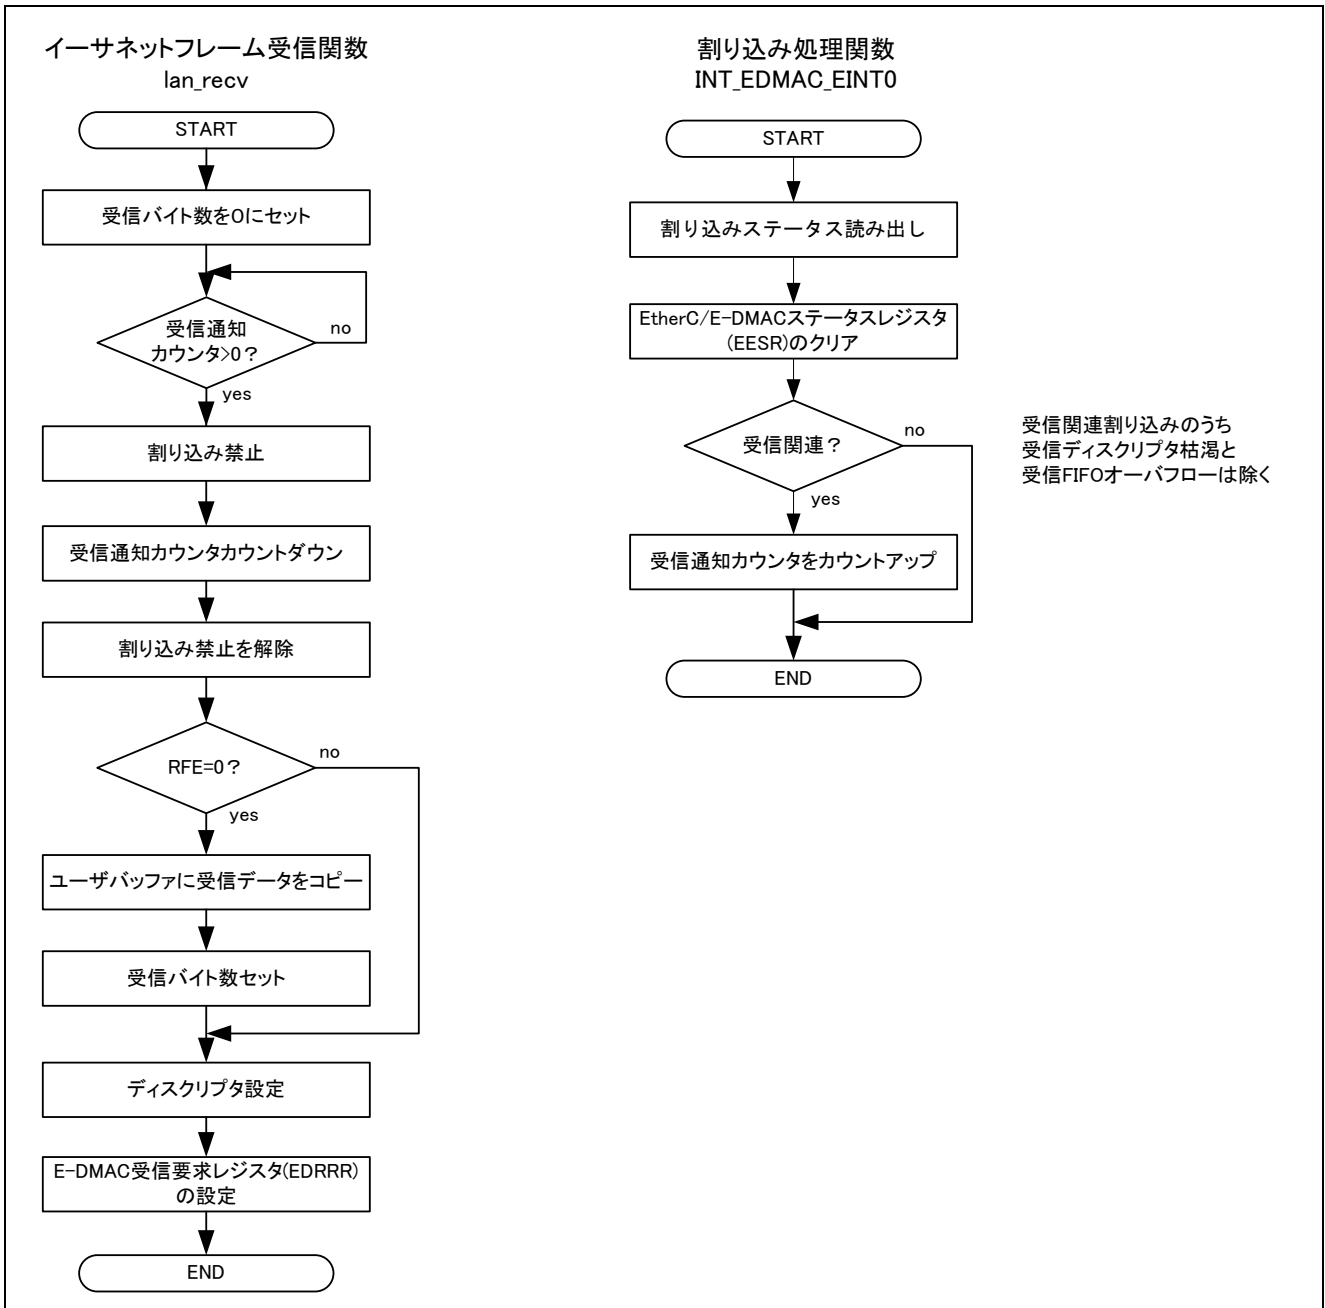 イーサネットフレーム受信関数
lan_recv
START
受信バイト数を0にセット
受信通知
カウンタ>0？
no
yes
割り込み禁止
受信通知カウンタカウントダウン
割り込み禁止を解除
RFE=0？
no
yes
ユーザバッファに受信データをコピー
受信バイト数セット
ディスクリプタ設定
E-DMAC受信要求レジスタ(EDRRR)
の設定
END
割り込み処理関数
INT_EDMAC_EINT0
START
割り込みステータス読み出し
EtherC/E-DMACステータスレジスタ
(EESR)のクリア
受信関連？
no
yes
受信通知カウンタをカウントアップ
END
受信関連割り込みのうち
受信ディスクリプタ枯渇と
受信FIFOオーバフローは除く